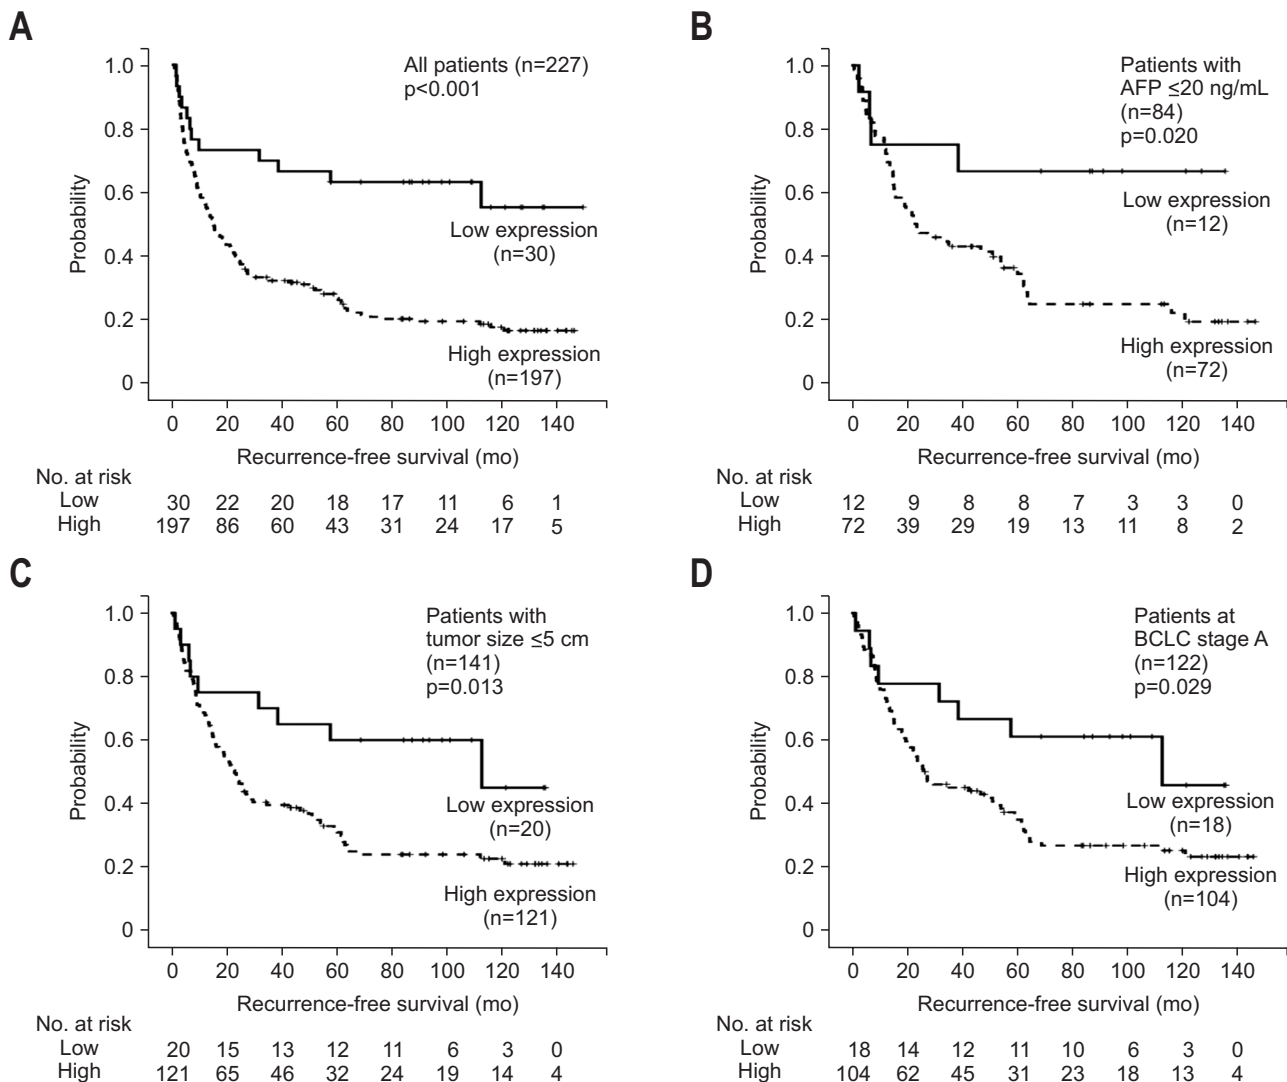 A
1.0
0.8
0.6
0.4
0.2
0
Probability
All patients (n=227)
p<0.001
Low expression
(n=30)
High expression
(n=197)
0 20 40 60 80 100 120 140
Recurrence-free survival (mo)
No. at risk
Low 30 22 20 18 17 11 6 1
High 197 86 60 43 31 24 17 5
B
1.0
0.8
0.6
0.4
0.2
0
Probability
Patients with
AFP ≤20 ng/mL
(n=84)
p=0.020
Low expression
(n=12)
High expression
(n=72)
0 20 40 60 80 100 120 140
Recurrence-free survival (mo)
No. at risk
Low 12 9 8 8 7 3 3 0
High 72 39 29 19 13 11 8 2
C
1.0
0.8
0.6
0.4
0.2
0
Probability
Patients with
tumor size ≤5 cm
(n=141)
p=0.013
Low expression
(n=20)
High expression
(n=121)
0 20 40 60 80 100 120 140
Recurrence-free survival (mo)
No. at risk
Low 20 15 13 12 11 6 3 0
High 121 65 46 32 24 19 14 4
D
1.0
0.8
0.6
0.4
0.2
0
Probability
Patients at
BCLC stage A
(n=122)
p=0.029
Low expression
(n=18)
High expression
(n=104)
0 20 40 60 80 100 120 140
Recurrence-free survival (mo)
No. at risk
Low 18 14 12 11 10 6 3 0
High 104 62 45 31 23 18 13 4